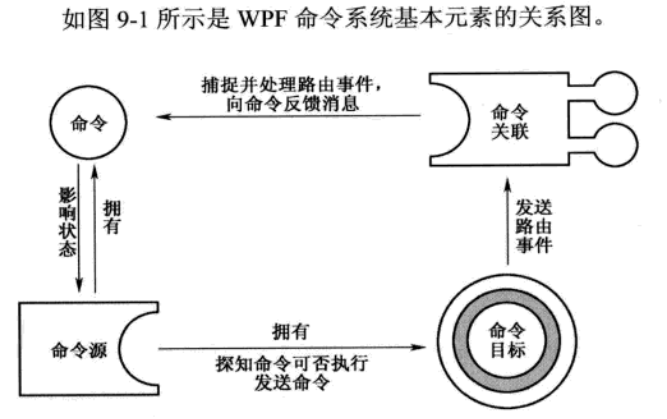 如图 9-1 所示是 WPF 命令系统基本元素的关系图。
捕捉并处理路由事件，
向命令反馈消息
命令
命令
关联
影响状态
拥有
发送
路由
事件
命令源
拥有
探知命令可否执行
发送命令
命令
目标